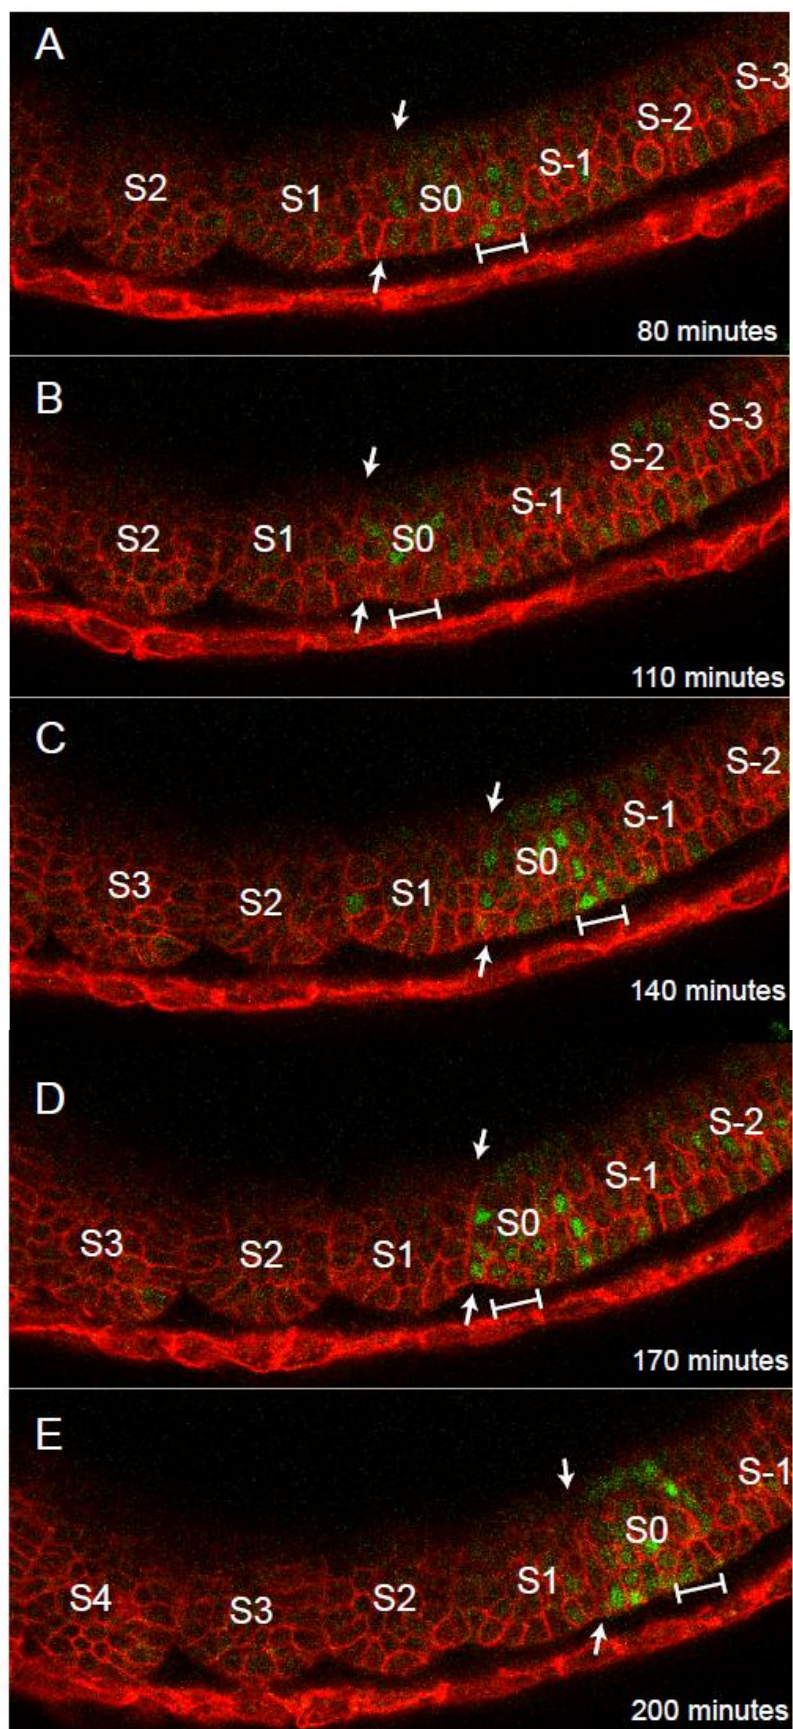 A
S-3
S-2
S-1
S0
S1
S2
80 minutes
B
S-3
S-2
S-1
S0
S1
S2
110 minutes
C
S-2
S-1
S0
S1
S2
S3
140 minutes
D
S-2
S-1
S0
S1
S2
S3
170 minutes
E
S-1
S0
S1
S2
S3
S4
200 minutes